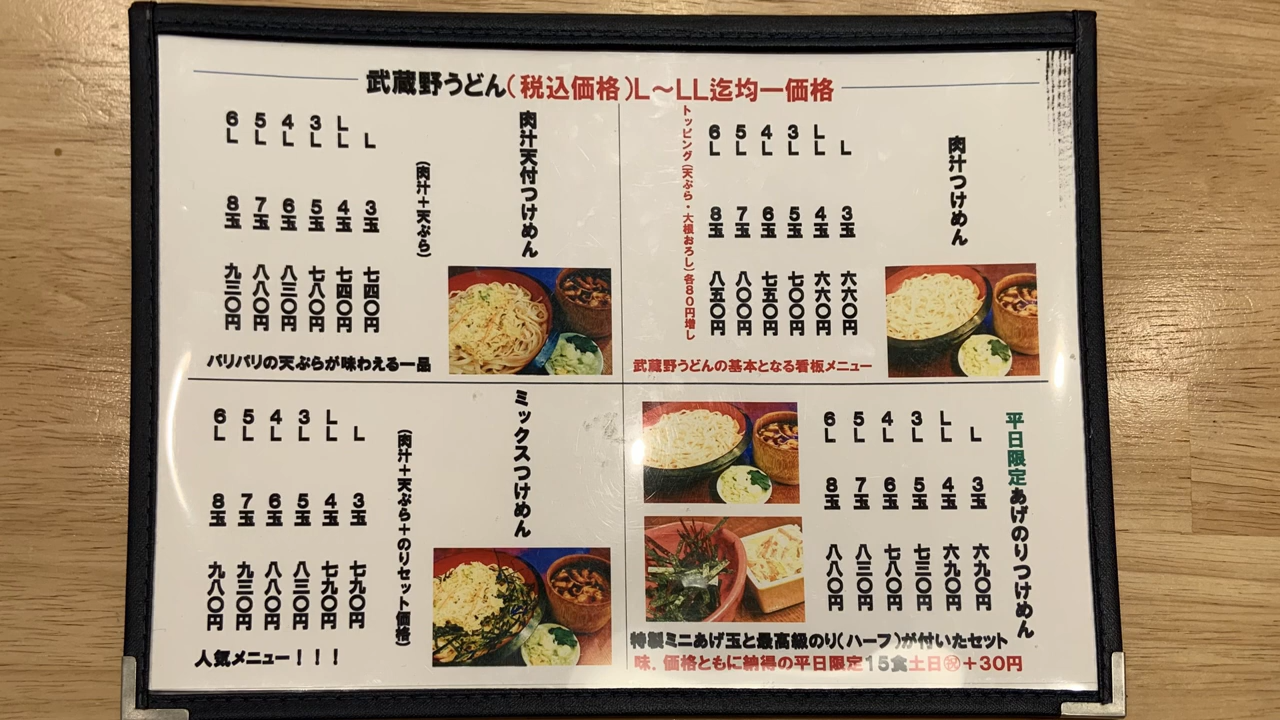 武蔵野うどん(税込価格)L〜LL迄均一価格
肉汁つけめん
L 3玉 六六〇円
LL 4玉 六六〇円
3L 5玉 七〇〇円
4L 6玉 七五〇円
5L 7玉 八〇〇円
6L 8玉 八五〇円
トッピング(天ぷら・大根おろし)各80円増し
武蔵野うどんの基本となる看板メニュー
肉汁天付つけめん
(肉汁+天ぷら)
L 3玉 七四〇円
LL 4玉 七四〇円
3L 5玉 七八〇円
4L 6玉 八三〇円
5L 7玉 八八〇円
6L 8玉 九三〇円
パリパリの天ぷらが味わえる一品
平日限定あげのりつけめん
L 3玉 六九〇円
LL 4玉 六九〇円
3L 5玉 七三〇円
4L 6玉 七八〇円
5L 7玉 八三〇円
6L 8玉 八八〇円
特製ミニあげ玉と最高級のり(ハーフ)が付いたセット
味.価格ともに納得の平日限定15食土日㊗+30円
ミックスつけめん
(肉汁+天ぷら+のりセット価格)
L 3玉 七九〇円
LL 4玉 七九〇円
3L 5玉 八三〇円
4L 6玉 八八〇円
5L 7玉 九三〇円
6L 8玉 九八〇円
人気メニュー!!!